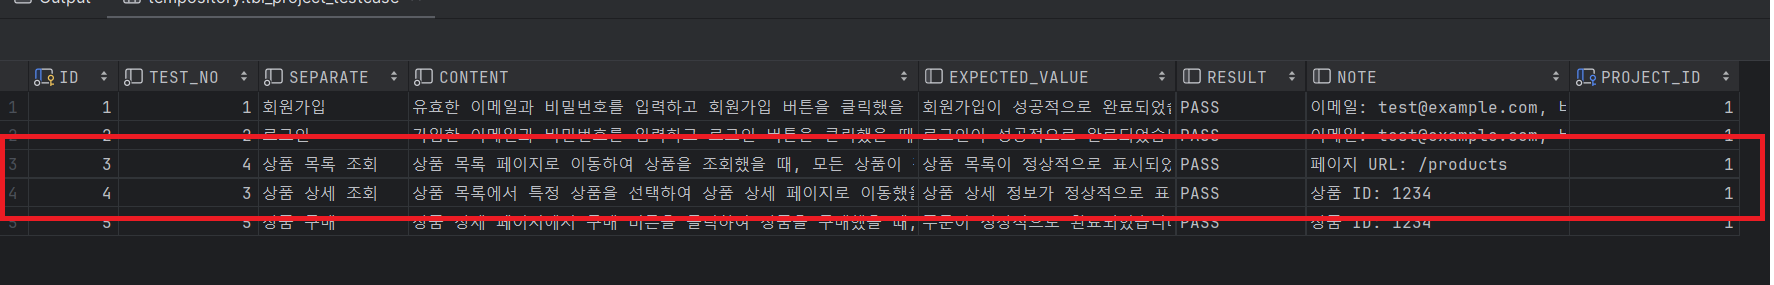 Output tempository.tbl_project_testcase
ID TEST_NO SEPARATE CONTENT EXPECTED_VALUE RESULT NOTE PROJECT_ID
1 1 1 회원가입 유효한 이메일과 비밀번호를 입력하고 회원가입 버튼을 클릭했을 회원가입이 성공적으로 완료되었습 PASS 이메일: test@example.com, 1
2 2 2 로그인 가입한 이메일과 비밀번호를 입력하고 로그인 버튼을 클릭했을 때 로그인이 성공적으로 완료되었습니 PASS 이메일: test@example.com, 1
3 3 4 상품 목록 조회 상품 목록 페이지로 이동하여 상품을 조회했을 때, 모든 상품이 상품 목록이 정상적으로 표시되었 PASS 페이지 URL: /products 1
4 4 3 상품 상세 조회 상품 목록에서 특정 상품을 선택하여 상품 상세 페이지로 이동했을 상품 상세 정보가 정상적으로 표 PASS 상품 ID: 1234 1
5 5 5 상품 구매 상품 상세 페이지에서 구매 버튼을 클릭하여 상품을 구매했을 때, 주문이 정상적으로 완료되었습니다 PASS 상품 ID: 1234 1